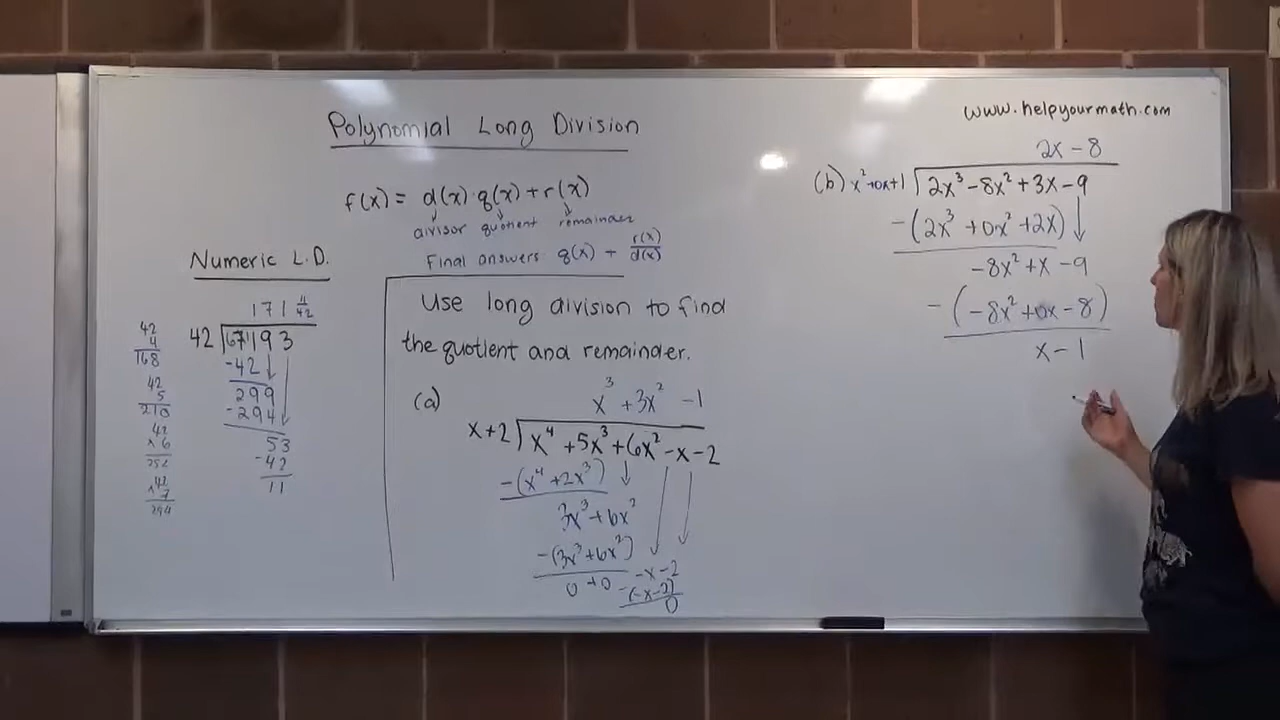 Polynomial Long Division
f(x) = d(x)·q(x) + r(x)
divisor quotient remainder
Final answers q(x) + r(x)/d(x)
Numeric L.D.
171 11/42
42 ) 67193
-42
299
-294
53
-42
11
42
4
168
42
5
210
42
x6
252
42
x7
294
Use long division to find
the quotient and remainder.
(a)
x³ + 3x² - 1
x+2 ) x⁴ + 5x³ + 6x² - x - 2
-(x⁴ + 2x³)
3x³ + 6x²
-(3x³ + 6x²)
0 + 0 - x - 2
-(-x-2)
0
www.helpyourmath.com
2x - 8
(b) x²+0x+1 ) 2x³ - 8x² + 3x - 9
-(2x³ + 0x² + 2x)
-8x² + x - 9
-(-8x² + 0x - 8)
x - 1